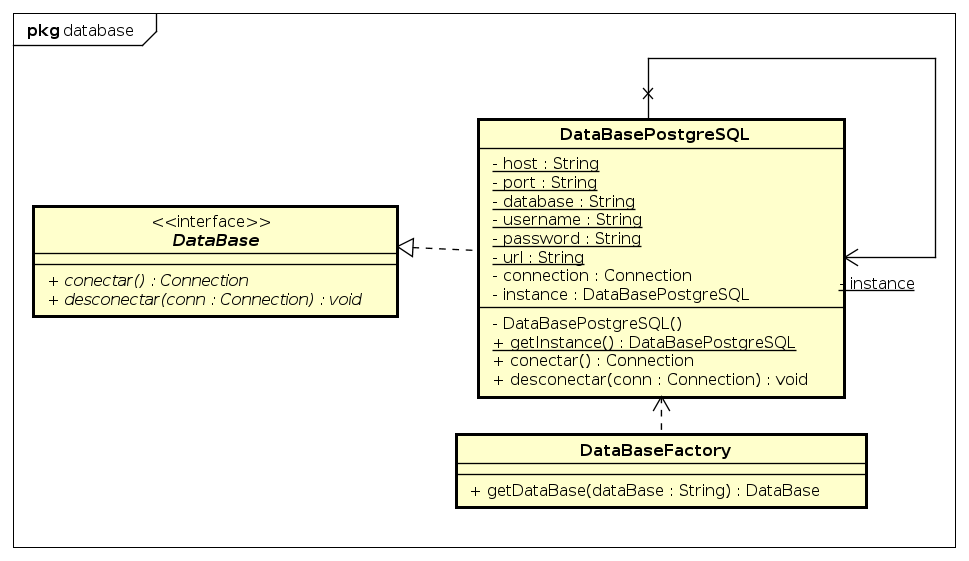 pkg database
<<interface>>
DataBase
+ conectar() : Connection
+ desconectar(conn : Connection) : void
DataBasePostgreSQL
- host : String
- port : String
- database : String
- username : String
- password : String
- url : String
- connection : Connection
- instance : DataBasePostgreSQL
- DataBasePostgreSQL()
+ getInstance() : DataBasePostgreSQL
+ conectar() : Connection
+ desconectar(conn : Connection) : void
- instance
DataBaseFactory
+ getDataBase(dataBase : String) : DataBase